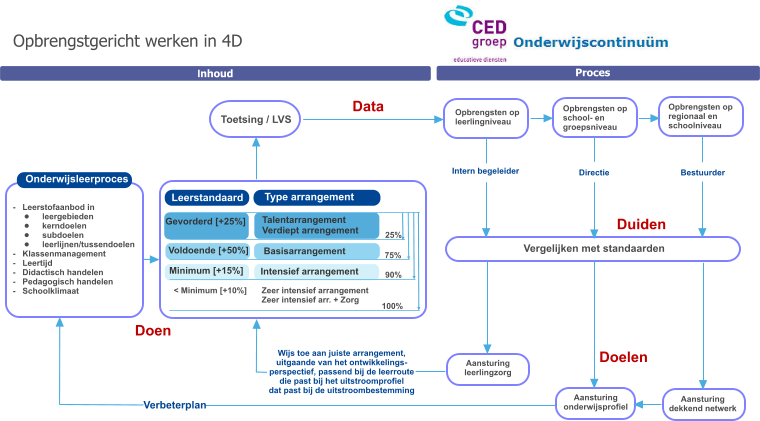 Opbrengstgericht werken in 4D
CED
groep
educatieve diensten
Onderwijscontinuüm
Inhoud
Proces
Toetsing / LVS
Data
Opbrengsten op
leerlingniveau
Opbrengsten op
school- en
groepsniveau
Opbrengsten op
regionaal en
schoolniveau
Intern begeleider
Directie
Bestuurder
Onderwijsleerproces
- Leerstofaanbod in
● leergebieden
● kerndoelen
● subdoelen
● leerlijnen/tussendoelen
- Klassenmanagement
- Leertijd
- Didactisch handelen
- Pedagogisch handelen
- Schoolklimaat
Leerstandaard
Type arrangement
Gevorderd [+25%]
Talentarrangement
Verdiept arrangement
25%
Voldoende [+50%]
Basisarrangement
75%
Minimum [+15%]
Intensief arrangement
90%
< Minimum [+10%]
Zeer intensief arrangement
Zeer intensief arr. + Zorg
100%
Duiden
Vergelijken met standaarden
Doen
Doelen
Wijs toe aan juiste arrangement,
uitgaande van het ontwikkelings-
perspectief, passend bij de leerroute
die past bij het uitstroomprofiel
dat past bij de uitstroombestemming
Aansturing
leerlingzorg
Verbeterplan
Aansturing
onderwijsprofiel
Aansturing
dekkend netwerk